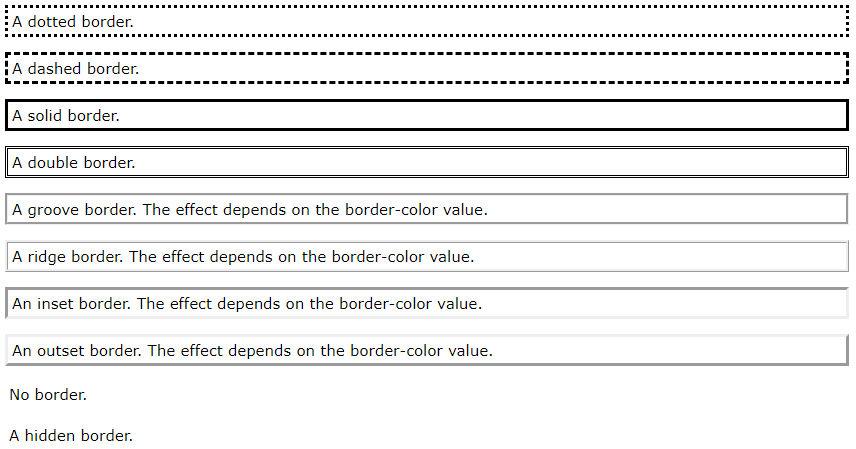 A dotted border.
A dashed border.
A solid border.
A double border.
A groove border. The effect depends on the border-color value.
A ridge border. The effect depends on the border-color value.
An inset border. The effect depends on the border-color value.
An outset border. The effect depends on the border-color value.
No border.
A hidden border.